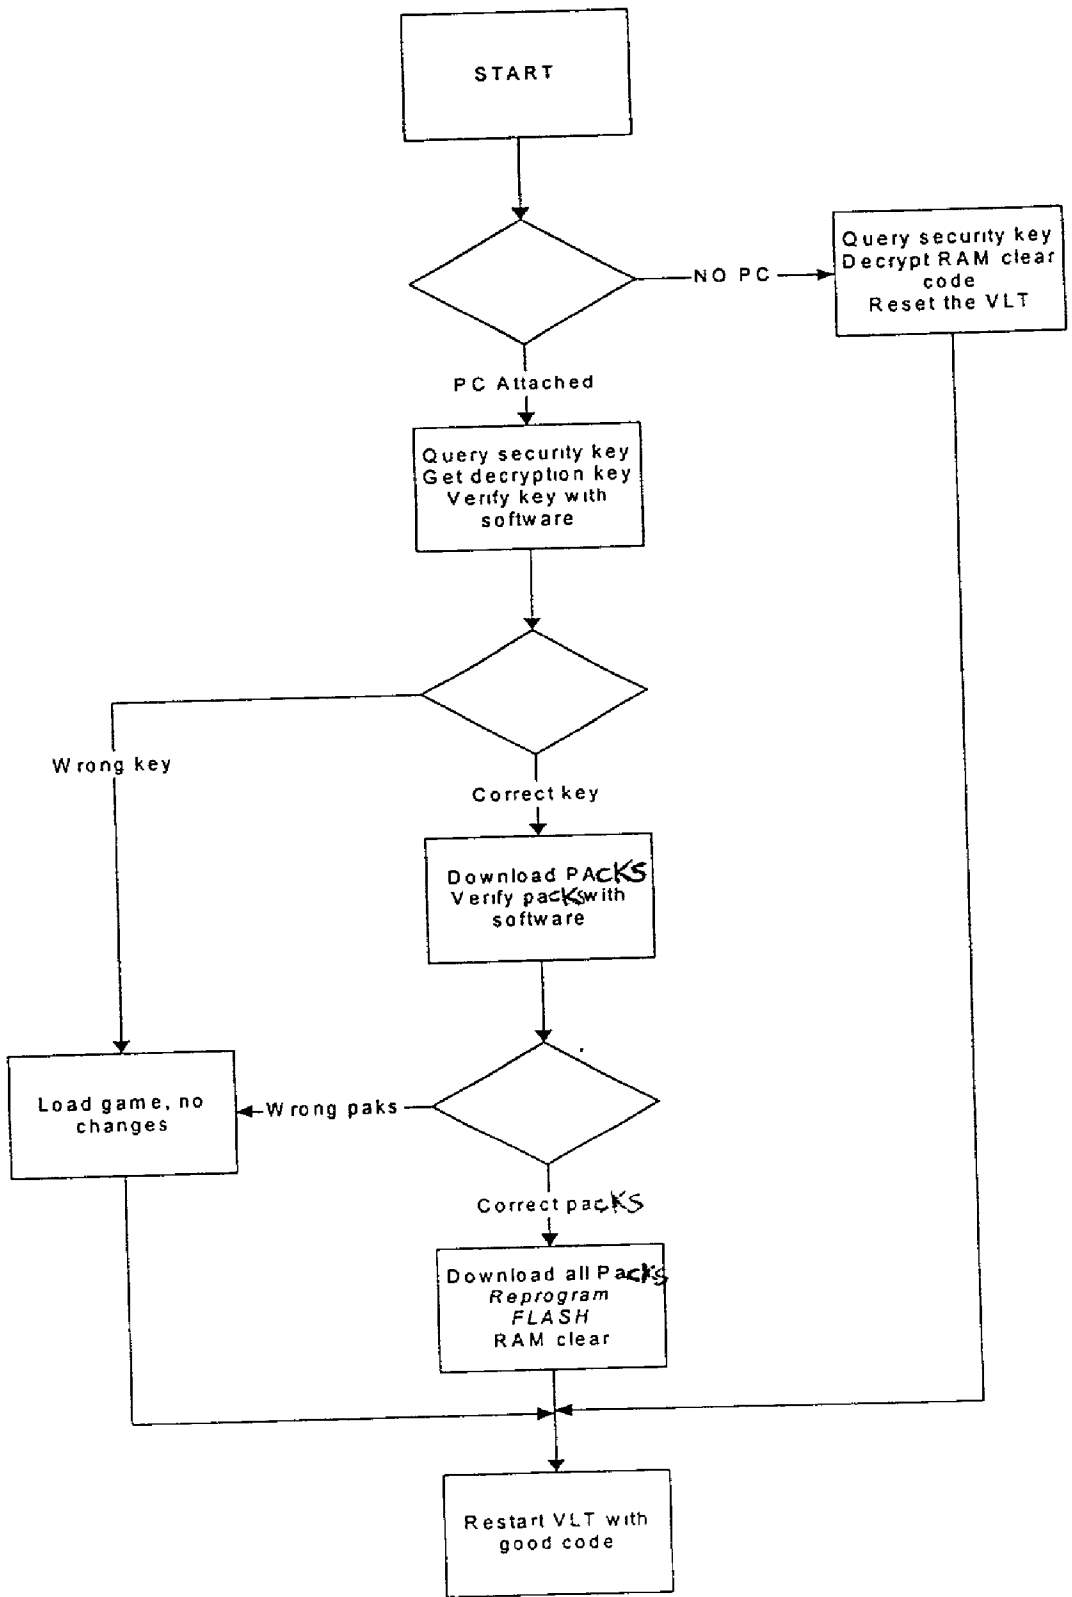 START
NO PC
Query security key
Decrypt RAM clear
code
Reset the VLT
PC Attached
Query security key
Get decryption key
Verify key with
software
Wrong key
Correct key
Download PAcKS
Verify packs with
software
Load game, no
changes
Wrong paks
Correct packS
Download all Packs
Reprogram
FLASH
RAM clear
Restart VLT with
good code